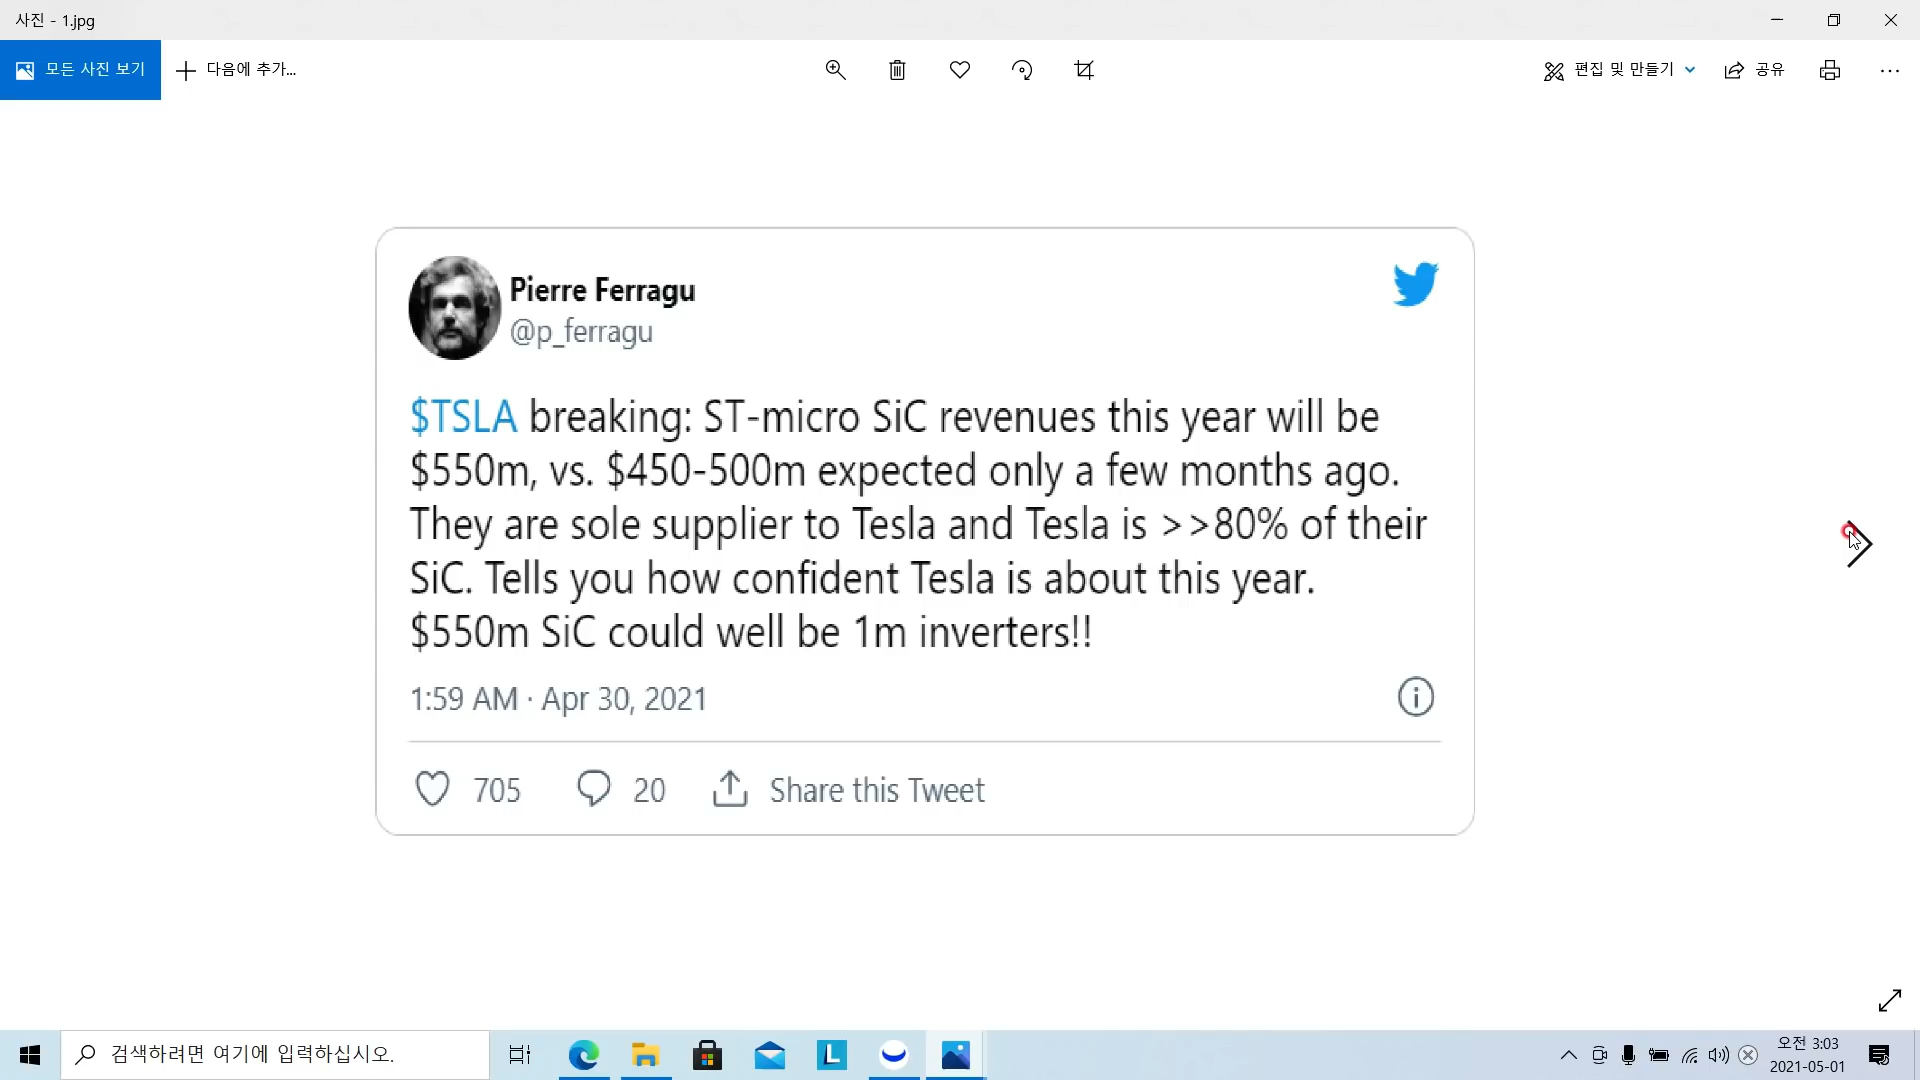 사진 - 1.jpg
모든 사진 보기
다음에 추가...
편집 및 만들기
공유
Pierre Ferragu
@p_ferragu
$TSLA breaking: ST-micro SiC revenues this year will be
$550m, vs. $450-500m expected only a few months ago.
They are sole supplier to Tesla and Tesla is >>80% of their
SiC. Tells you how confident Tesla is about this year.
$550m SiC could well be 1m inverters!!
1:59 AM · Apr 30, 2021
705
20
Share this Tweet
검색하려면 여기에 입력하십시오.
L
오전 3:03
2021-05-01